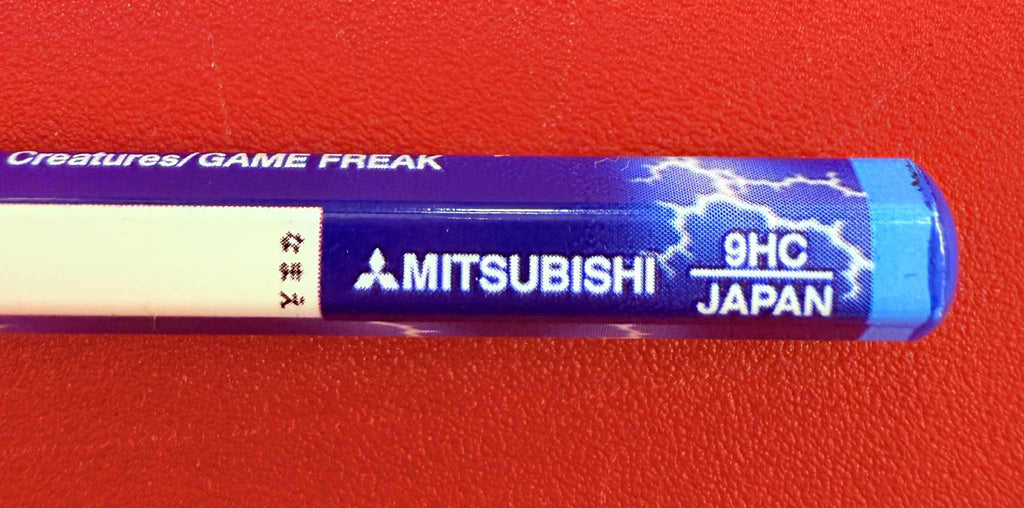 Creatures/GAME FREAK
なまえ
MITSUBISHI
9HC
JAPAN